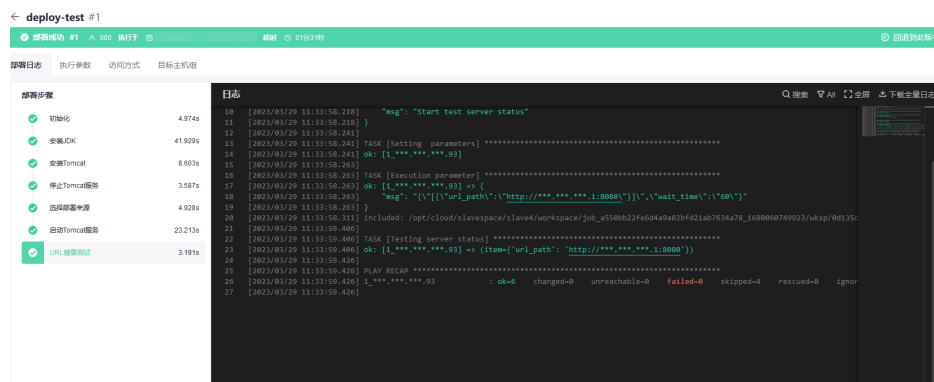 ← deploy-test #1
部署成功 #1 000 执行于 耗时 01分31秒 回退到此版
部署日志 执行参数 访问方式 目标主机组
部署步骤
初始化 4.974s
安装JDK 41.929s
安装Tomcat 8.603s
停止Tomcat服务 3.587s
选择部署来源 4.928s
启动Tomcat服务 23.213s
URL健康测试 3.191s
日志 搜索 All 全屏 下载全量日志
10 [2023/03/29 11:33:58.218] "msg": "Start test server status"
11 [2023/03/29 11:33:58.218] }
12 [2023/03/29 11:33:58.241]
13 [2023/03/29 11:33:58.241] TASK [Setting parameters] ******************************************************
14 [2023/03/29 11:33:58.241] ok: [1_***.***.***.93]
15 [2023/03/29 11:33:58.263]
16 [2023/03/29 11:33:58.263] TASK [Execution parameter] *****************************************************
17 [2023/03/29 11:33:58.263] ok: [1_***.***.***.93] => {
18 [2023/03/29 11:33:58.263] "msg": "{\"[{\"url_path\":\"http://***.***.***.1:8080\"}]\",\"wait_time\":\"60\"}"
19 [2023/03/29 11:33:58.263] }
20 [2023/03/29 11:33:58.311] included: /opt/cloud/slavespace/slave4/workspace/job_a550bb22fe6d4a9a82bfd21ab7634a78_1680060749923/wksp/0d135c
21 [2023/03/29 11:33:59.406]
22 [2023/03/29 11:33:59.406] TASK [Testing server status] ***************************************************
23 [2023/03/29 11:33:59.406] ok: [1_***.***.***.93] => (item={'url_path': 'http://***.***.***.1:8080'})
24 [2023/03/29 11:33:59.426]
25 [2023/03/29 11:33:59.426] PLAY RECAP *********************************************************************
26 [2023/03/29 11:33:59.426] 1_***.***.***.93 : ok=6 changed=0 unreachable=0 failed=0 skipped=4 rescued=0 ignor
27 [2023/03/29 11:33:59.426]